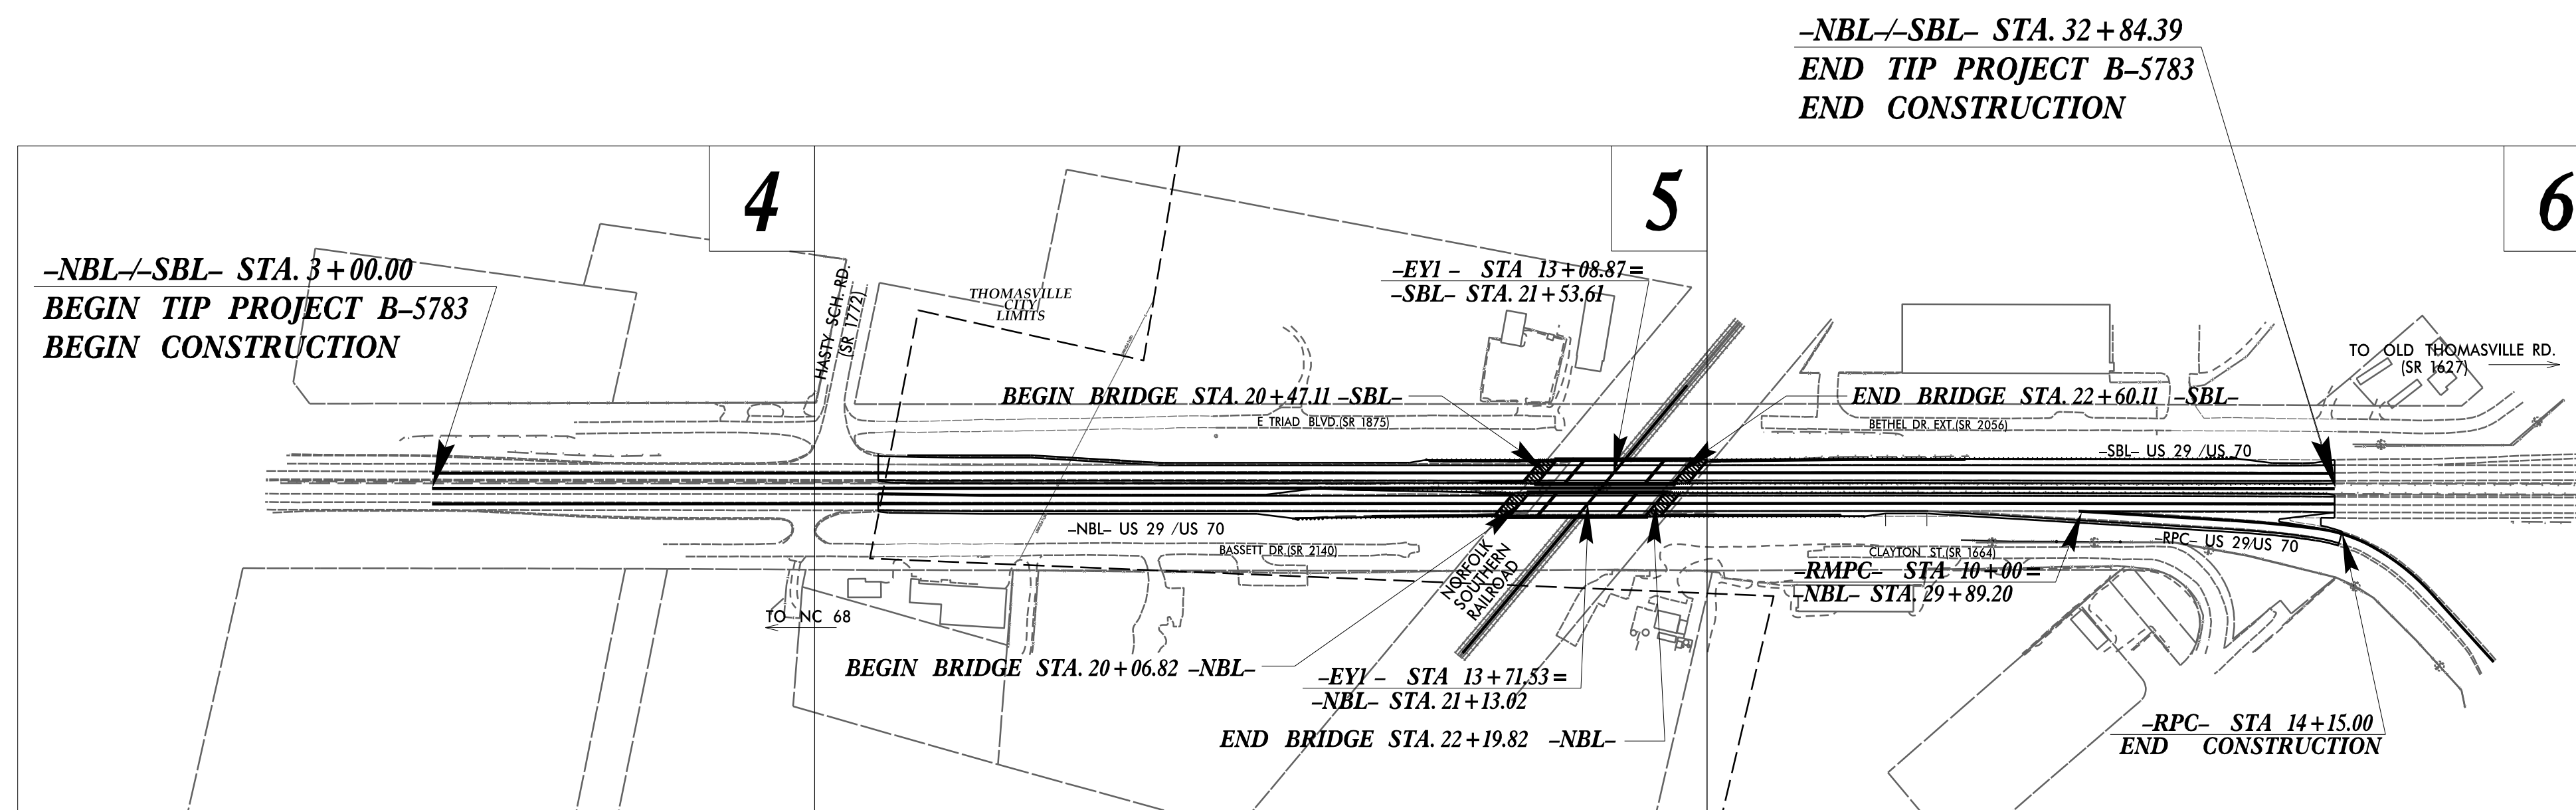 –NBL–/–SBL– STA. 32+84.39
END TIP PROJECT B–5783
END CONSTRUCTION
4
5
6
–NBL–/–SBL– STA. 3+00.00
BEGIN TIP PROJECT B–5783
BEGIN CONSTRUCTION
HASTY SCH. RD.
(SR 1772)
THOMASVILLE
CITY
LIMITS
–EY1– STA 13+08.87=
–SBL– STA. 21+53.61
TO OLD THOMASVILLE RD.
(SR 1627)
BEGIN BRIDGE STA. 20+47.11 –SBL–
END BRIDGE STA. 22+60.11 –SBL–
E TRIAD BLVD.(SR 1875)
BETHEL DR. EXT.(SR 2056)
–SBL– US 29 /US 70
–NBL– US 29 /US 70
BASSETT DR.(SR 2140)
NORFOLK
SOUTHERN
RAILROAD
CLAYTON ST.(SR 1664)
–RPC– US 29/US 70
–RMPC– STA 10+00=
–NBL– STA. 29+89.20
TO NC 68
BEGIN BRIDGE STA. 20+06.82 –NBL–
–EY1– STA 13+71.53=
–NBL– STA. 21+13.02
END BRIDGE STA. 22+19.82 –NBL–
–RPC– STA 14+15.00
END CONSTRUCTION